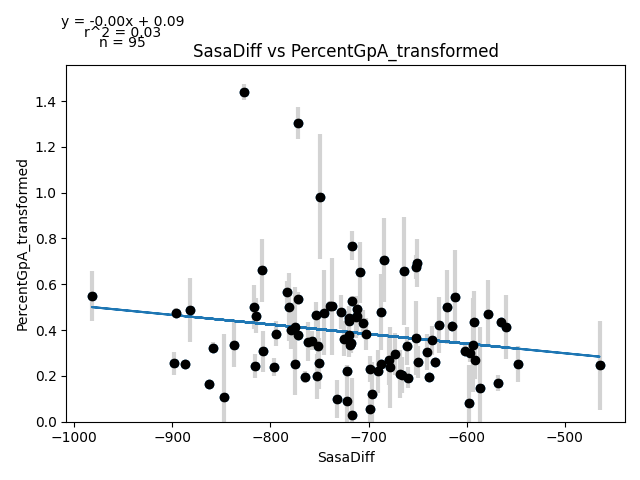 y = -0.00x + 0.09
r^2 = 0.03
n = 95
SasaDiff vs PercentGpA_transformed
PercentGpA_transformed
1.4
1.2
1.0
0.8
0.6
0.4
0.2
0.0
−1000 −900 −800 −700 −600 −500
SasaDiff